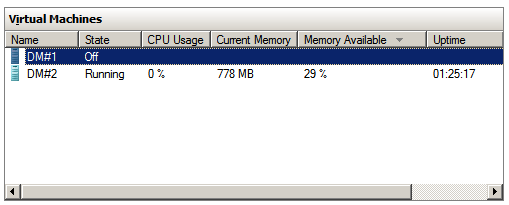 Virtual Machines
Name State CPU Usage Current Memory Memory Available Uptime
DM#1 Off
DM#2 Running 0 % 778 MB 29 % 01:25:17